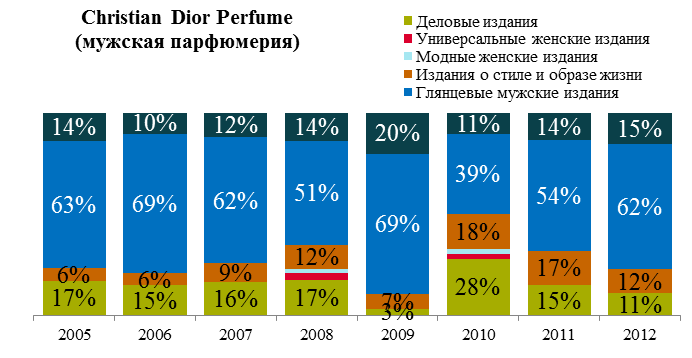 Christian Dior Perfume
(мужская парфюмерия)
Деловые издания
Универсальные женские издания
Модные женские издания
Издания о стиле и образе жизни
Глянцевые мужские издания
14% 10% 12% 14% 20% 11% 14% 15%
63% 69% 62% 51% 69% 39% 54% 62%
6% 6% 9% 12% 7% 18% 17% 12%
17% 15% 16% 17% 3% 28% 15% 11%
2005 2006 2007 2008 2009 2010 2011 2012